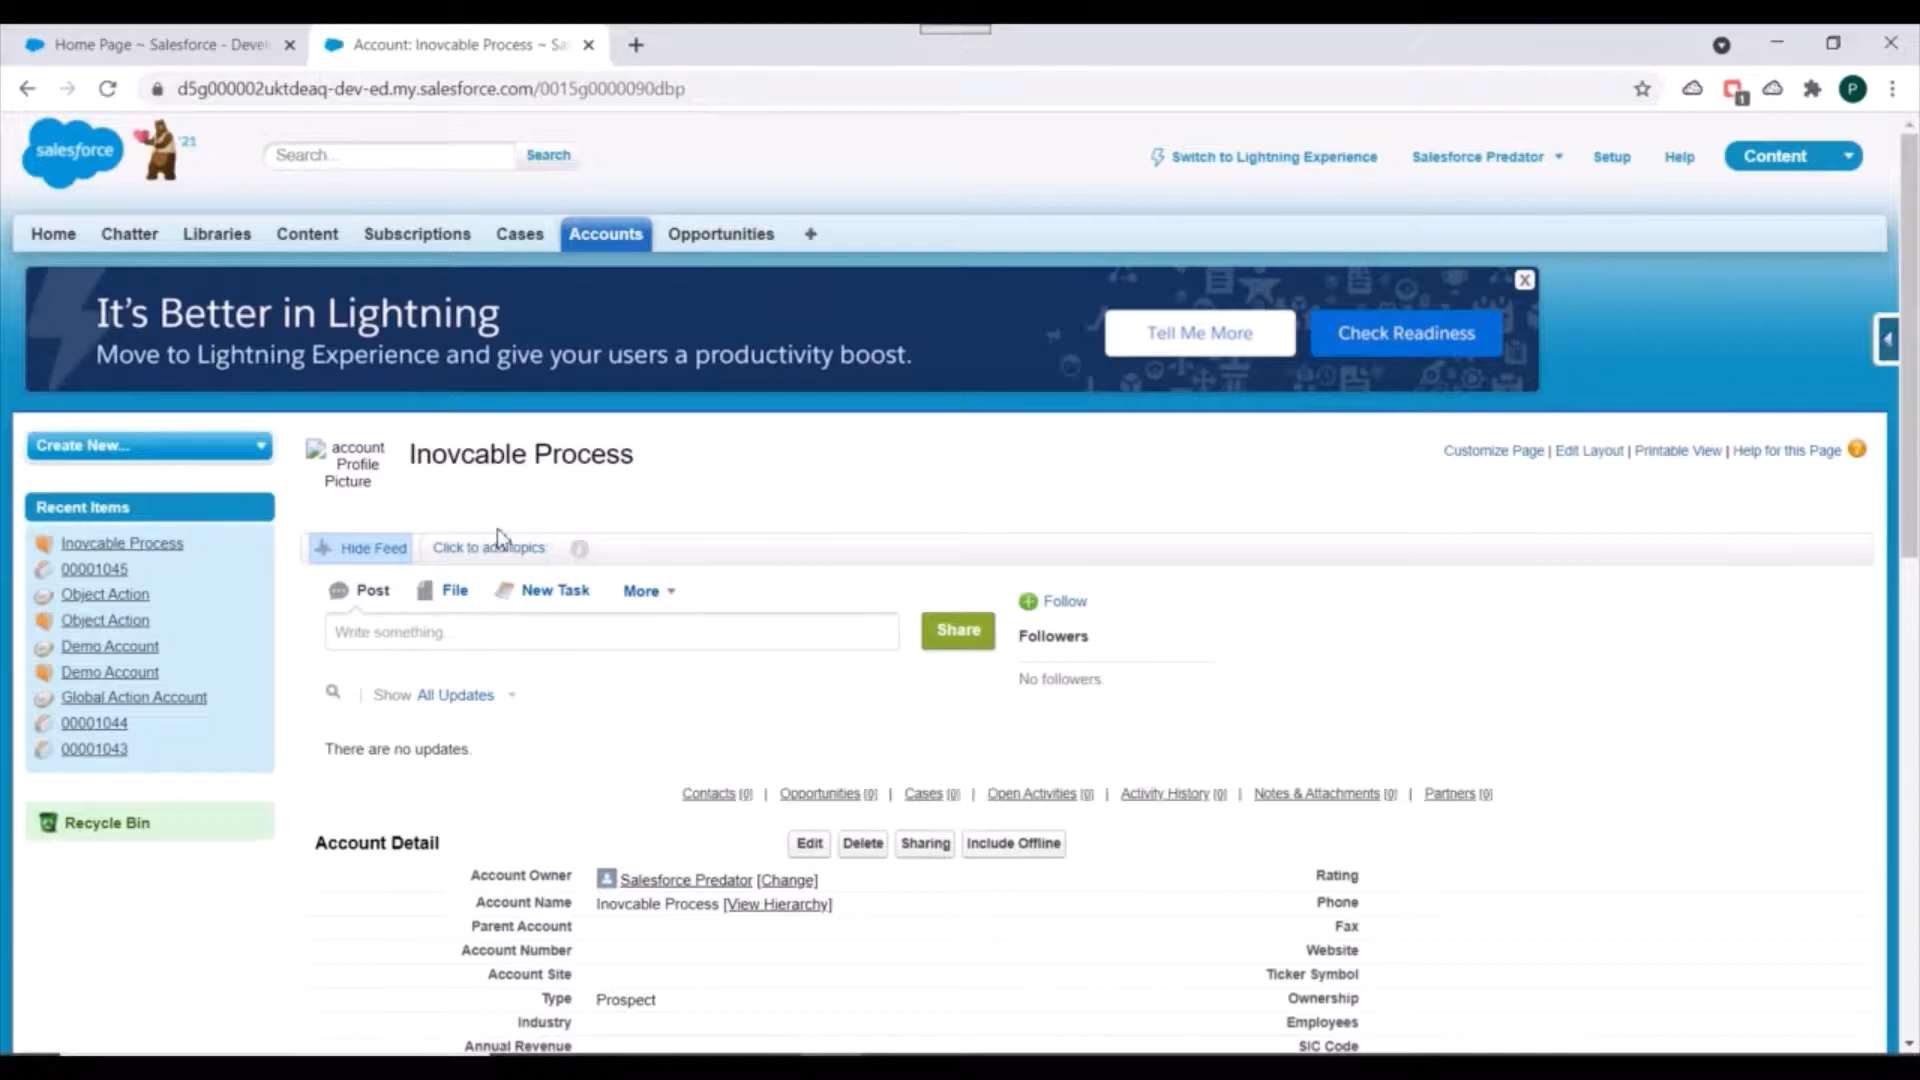 Home Page ~ Salesforce - Devel
Account: Inovcable Process ~ Sa
d5g000002uktdeaq-dev-ed.my.salesforce.com/0015g0000090dbp
1
P
salesforce
'21
Search...
Search
Switch to Lightning Experience
Salesforce Predator
Setup
Help
Content
Home
Chatter
Libraries
Content
Subscriptions
Cases
Accounts
Opportunities
+
It's Better in Lightning
Move to Lightning Experience and give your users a productivity boost.
Tell Me More
Check Readiness
X
Create New...
Recent Items
Inovcable Process
00001045
Object Action
Object Action
Demo Account
Demo Account
Global Action Account
00001044
00001043
Recycle Bin
account
Profile
Picture
Inovcable Process
Customize Page | Edit Layout | Printable View | Help for this Page
Hide Feed
Click to add topics:
Post
File
New Task
More
Write something...
Share
Follow
Followers
No followers.
Show All Updates
There are no updates.
Contacts [0] | Opportunities [0] | Cases [0] | Open Activities [0] | Activity History [0] | Notes & Attachments [0] | Partners [0]
Account Detail
Edit
Delete
Sharing
Include Offline
Account Owner Salesforce Predator [Change]
Rating
Account Name Inovcable Process [View Hierarchy]
Phone
Parent Account
Fax
Account Number
Website
Account Site
Ticker Symbol
Type Prospect
Ownership
Industry
Employees
Annual Revenue
SIC Code